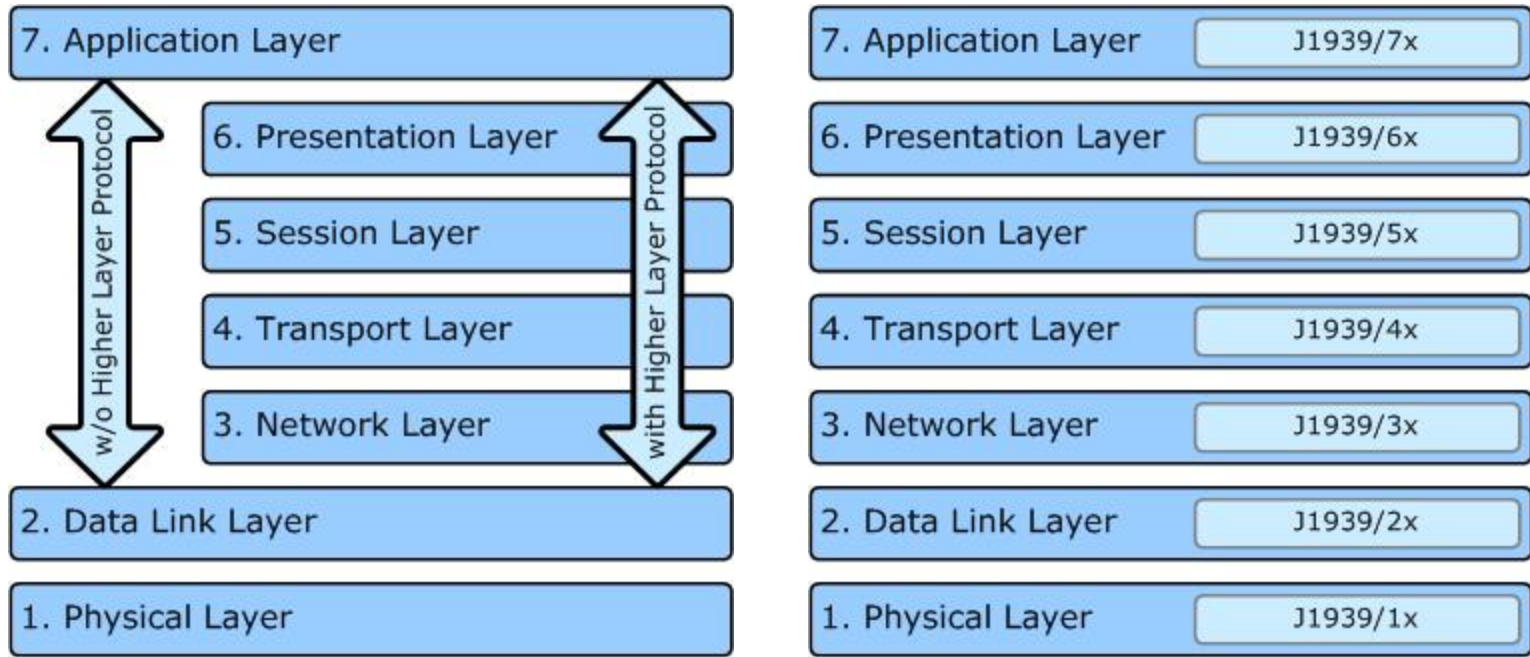 7. Application Layer
w/o Higher Layer Protocol
6. Presentation Layer
5. Session Layer
4. Transport Layer
3. Network Layer
with Higher Layer Protocol
2. Data Link Layer
1. Physical Layer
7. Application Layer J1939/7x
6. Presentation Layer J1939/6x
5. Session Layer J1939/5x
4. Transport Layer J1939/4x
3. Network Layer J1939/3x
2. Data Link Layer J1939/2x
1. Physical Layer J1939/1x